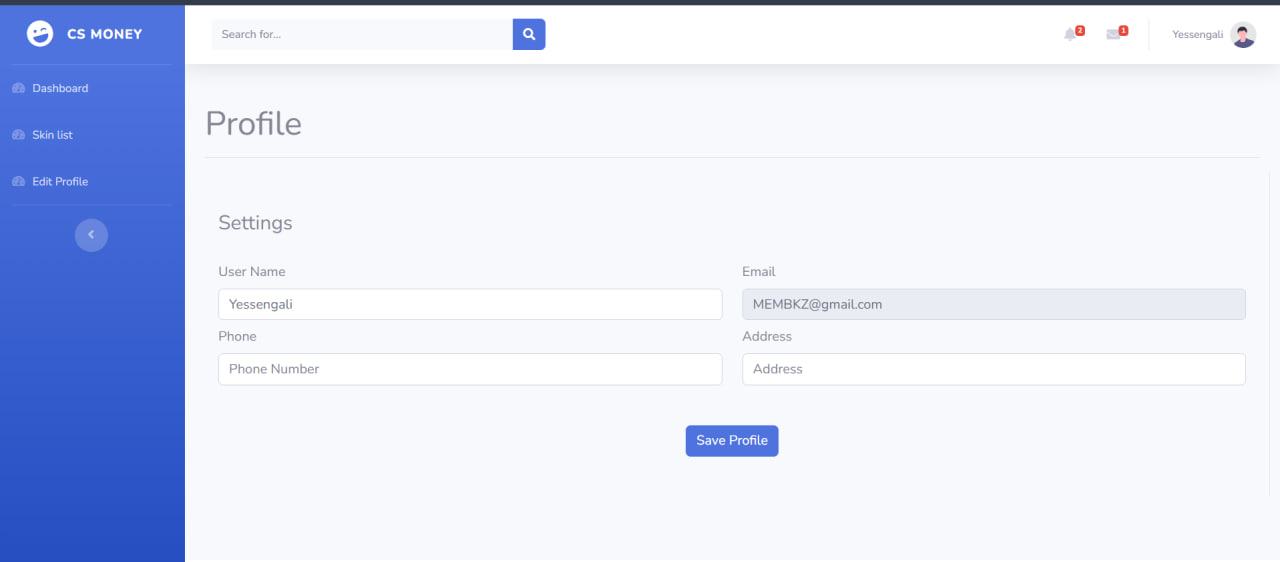 CS MONEY
Dashboard
Skin list
Edit Profile
Search for...
2
1
Yessengali
Profile
Settings
User Name
Email
Yessengali
MEMBKZ@gmail.com
Phone
Address
Phone Number
Address
Save Profile